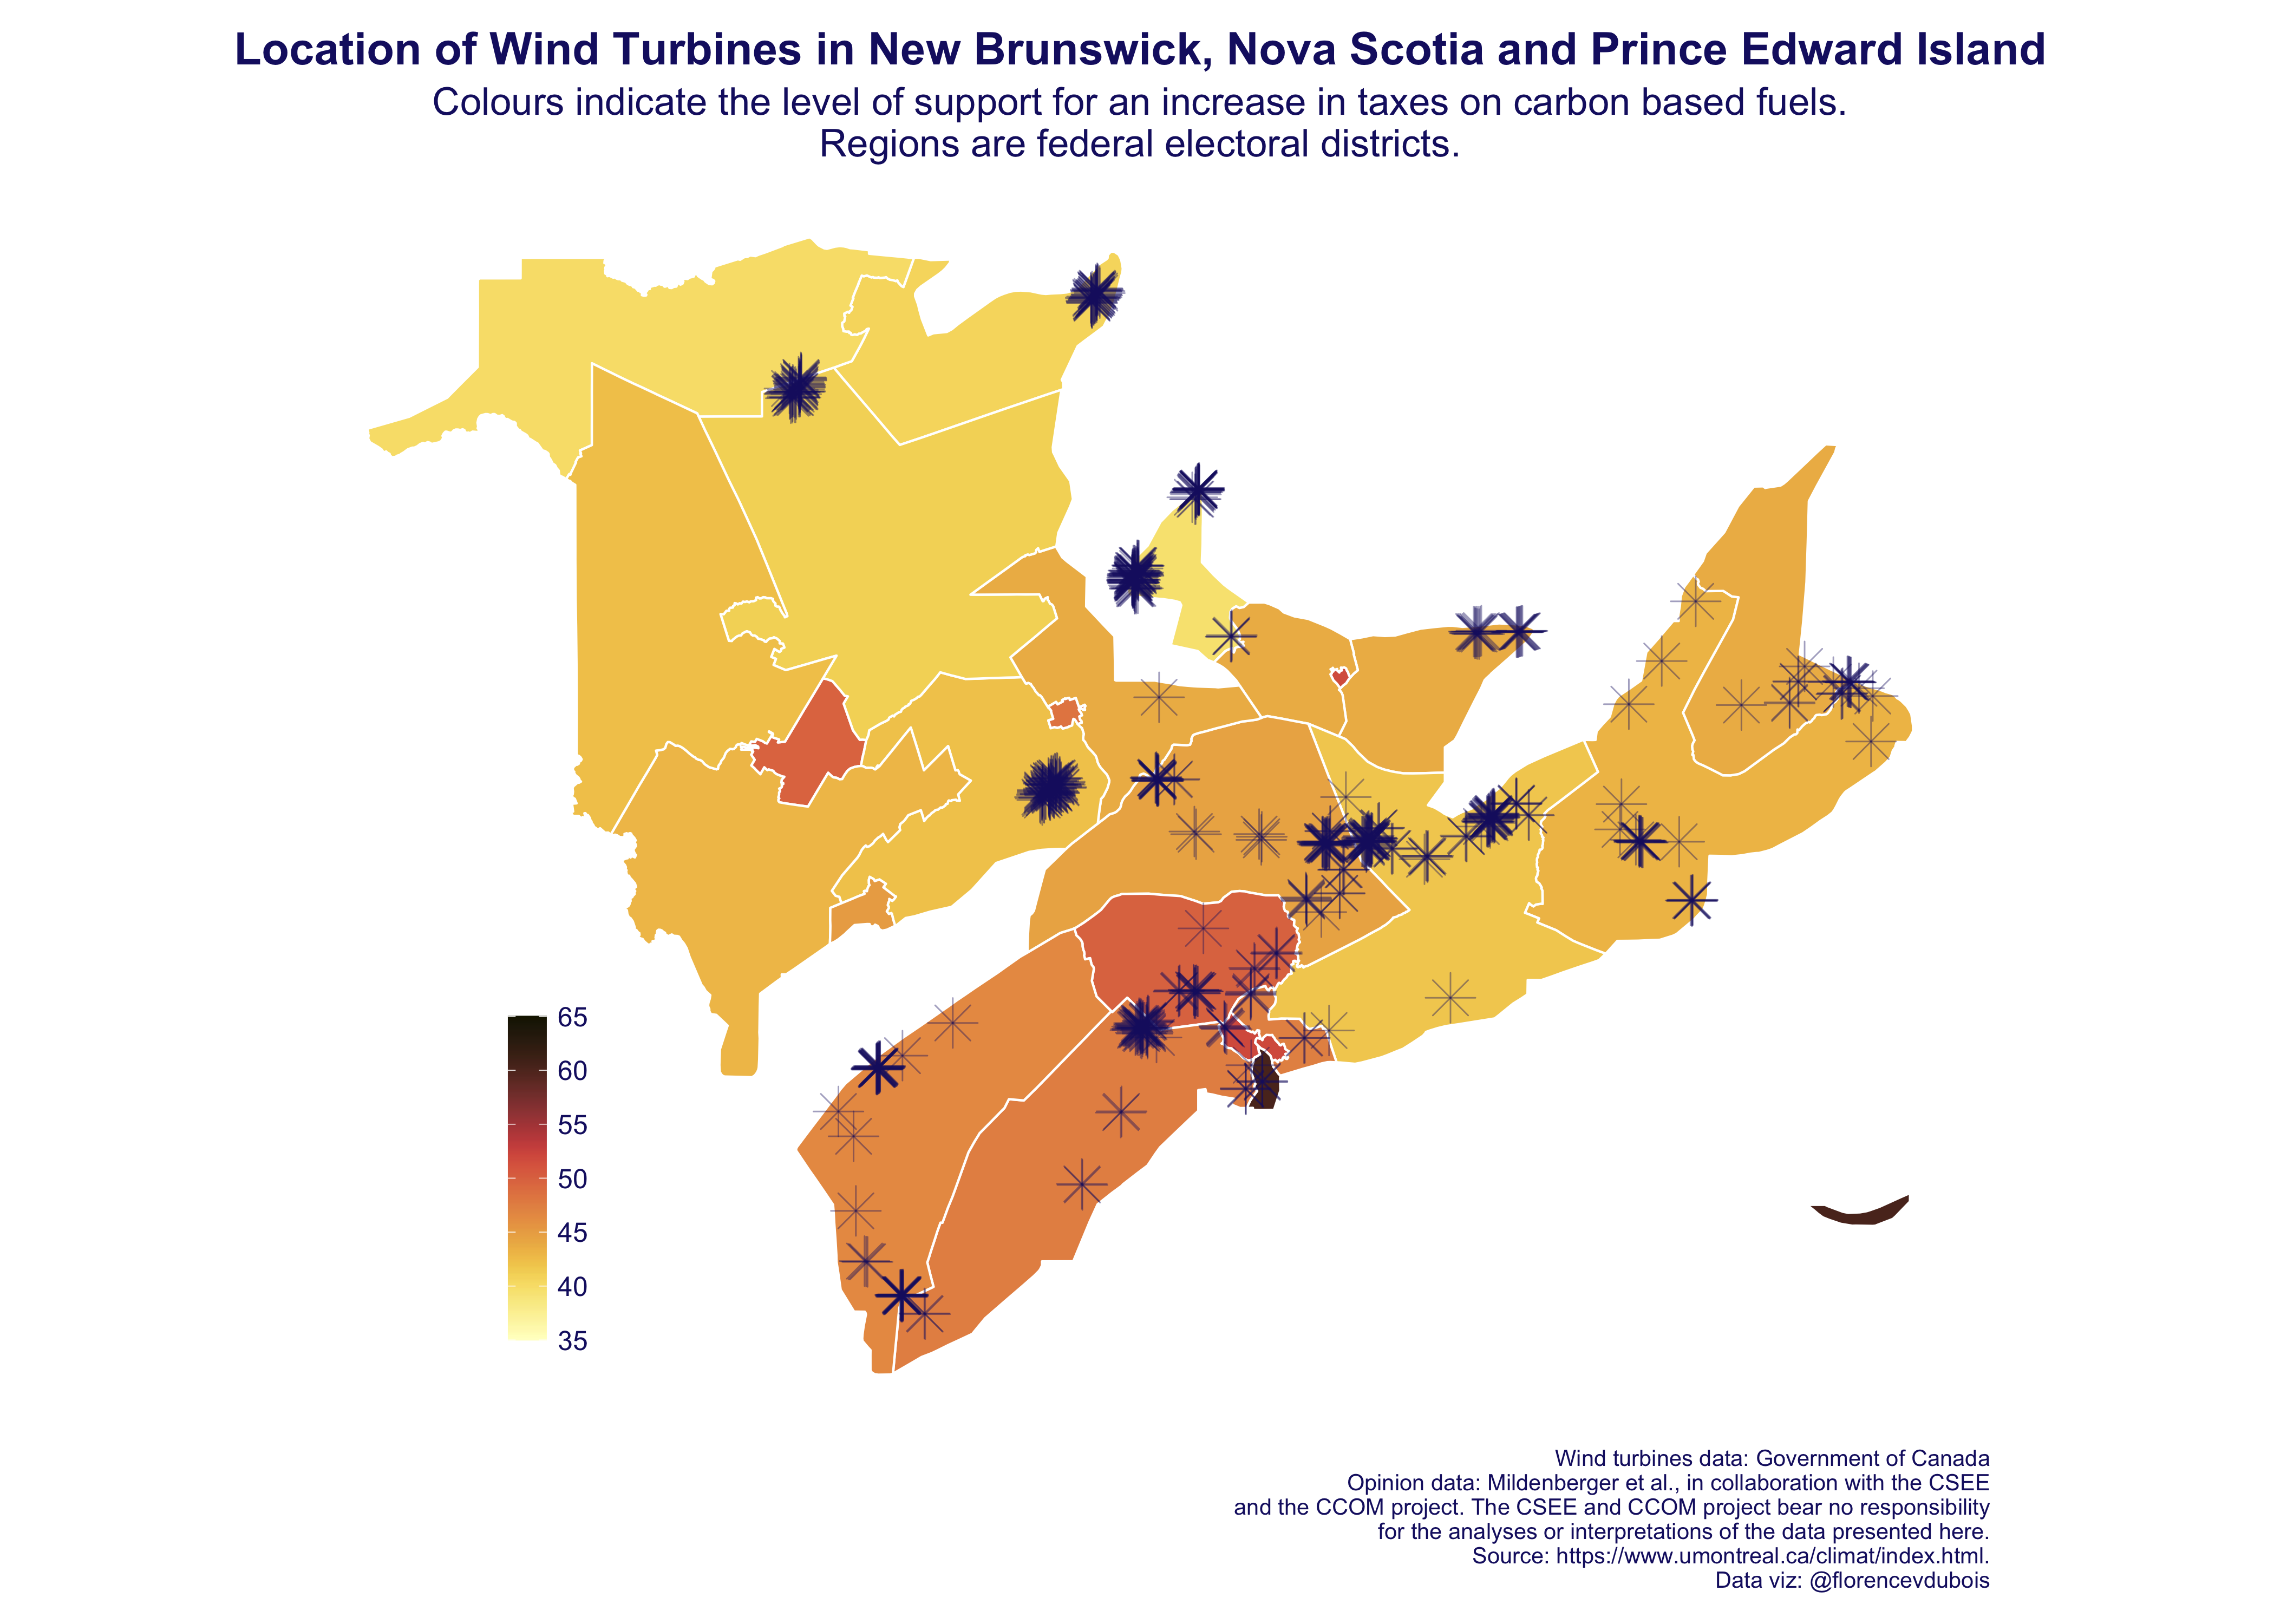 Location of Wind Turbines in New Brunswick, Nova Scotia and Prince Edward Island
Colours indicate the level of support for an increase in taxes on carbon based fuels.
Regions are federal electoral districts.
65
60
55
50
45
40
35
Wind turbines data: Government of Canada
Opinion data: Mildenberger et al., in collaboration with the CSEE
and the CCOM project. The CSEE and CCOM project bear no responsibility
for the analyses or interpretations of the data presented here.
Source: https://www.umontreal.ca/climat/index.html.
Data viz: @florencevdubois